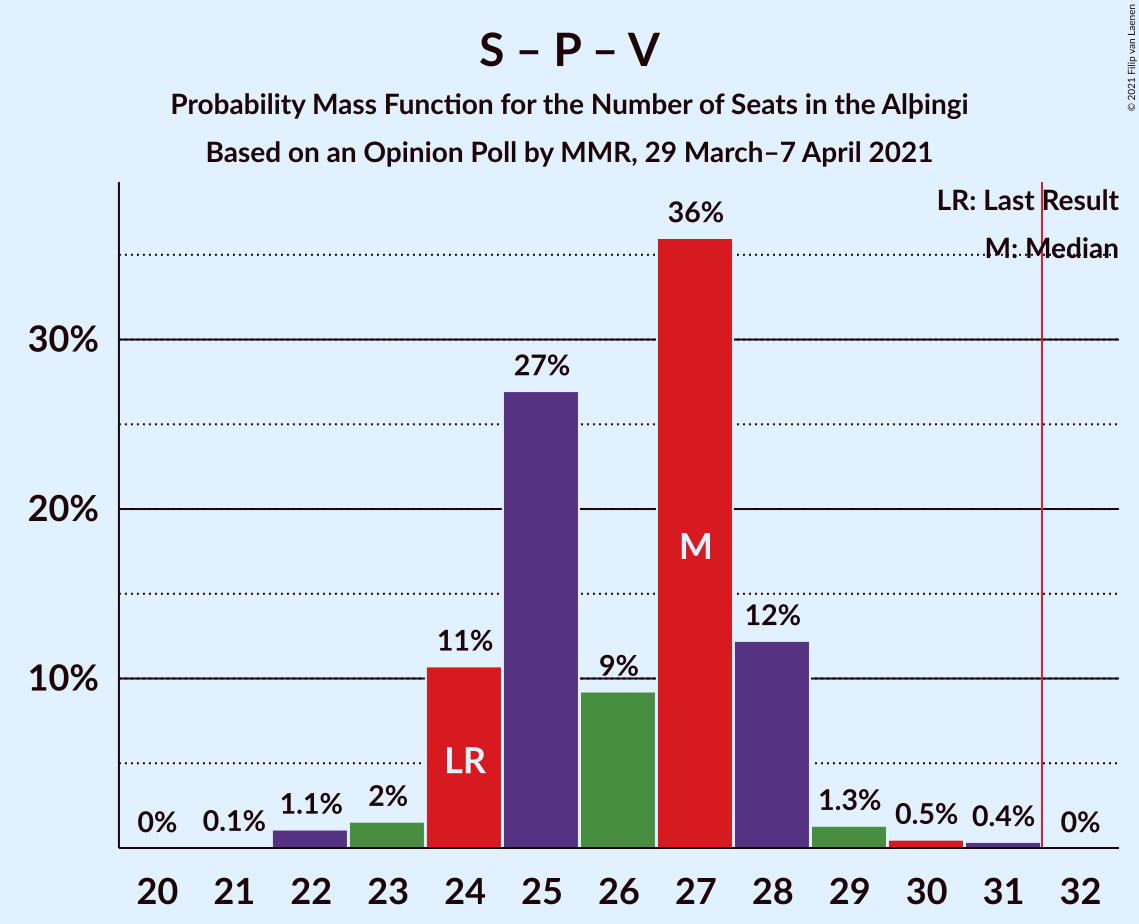 S – P – V
Probability Mass Function for the Number of Seats in the Alþingi
Based on an Opinion Poll by MMR, 29 March–7 April 2021
© 2021 Filip van Laenen
LR: Last Result
M: Median
36%
30%
27%
20%
M
12%
11%
9%
10%
LR
0%
0.1%
1.1%
2%
1.3%
0.5%
0.4%
0%
20 21 22 23 24 25 26 27 28 29 30 31 32